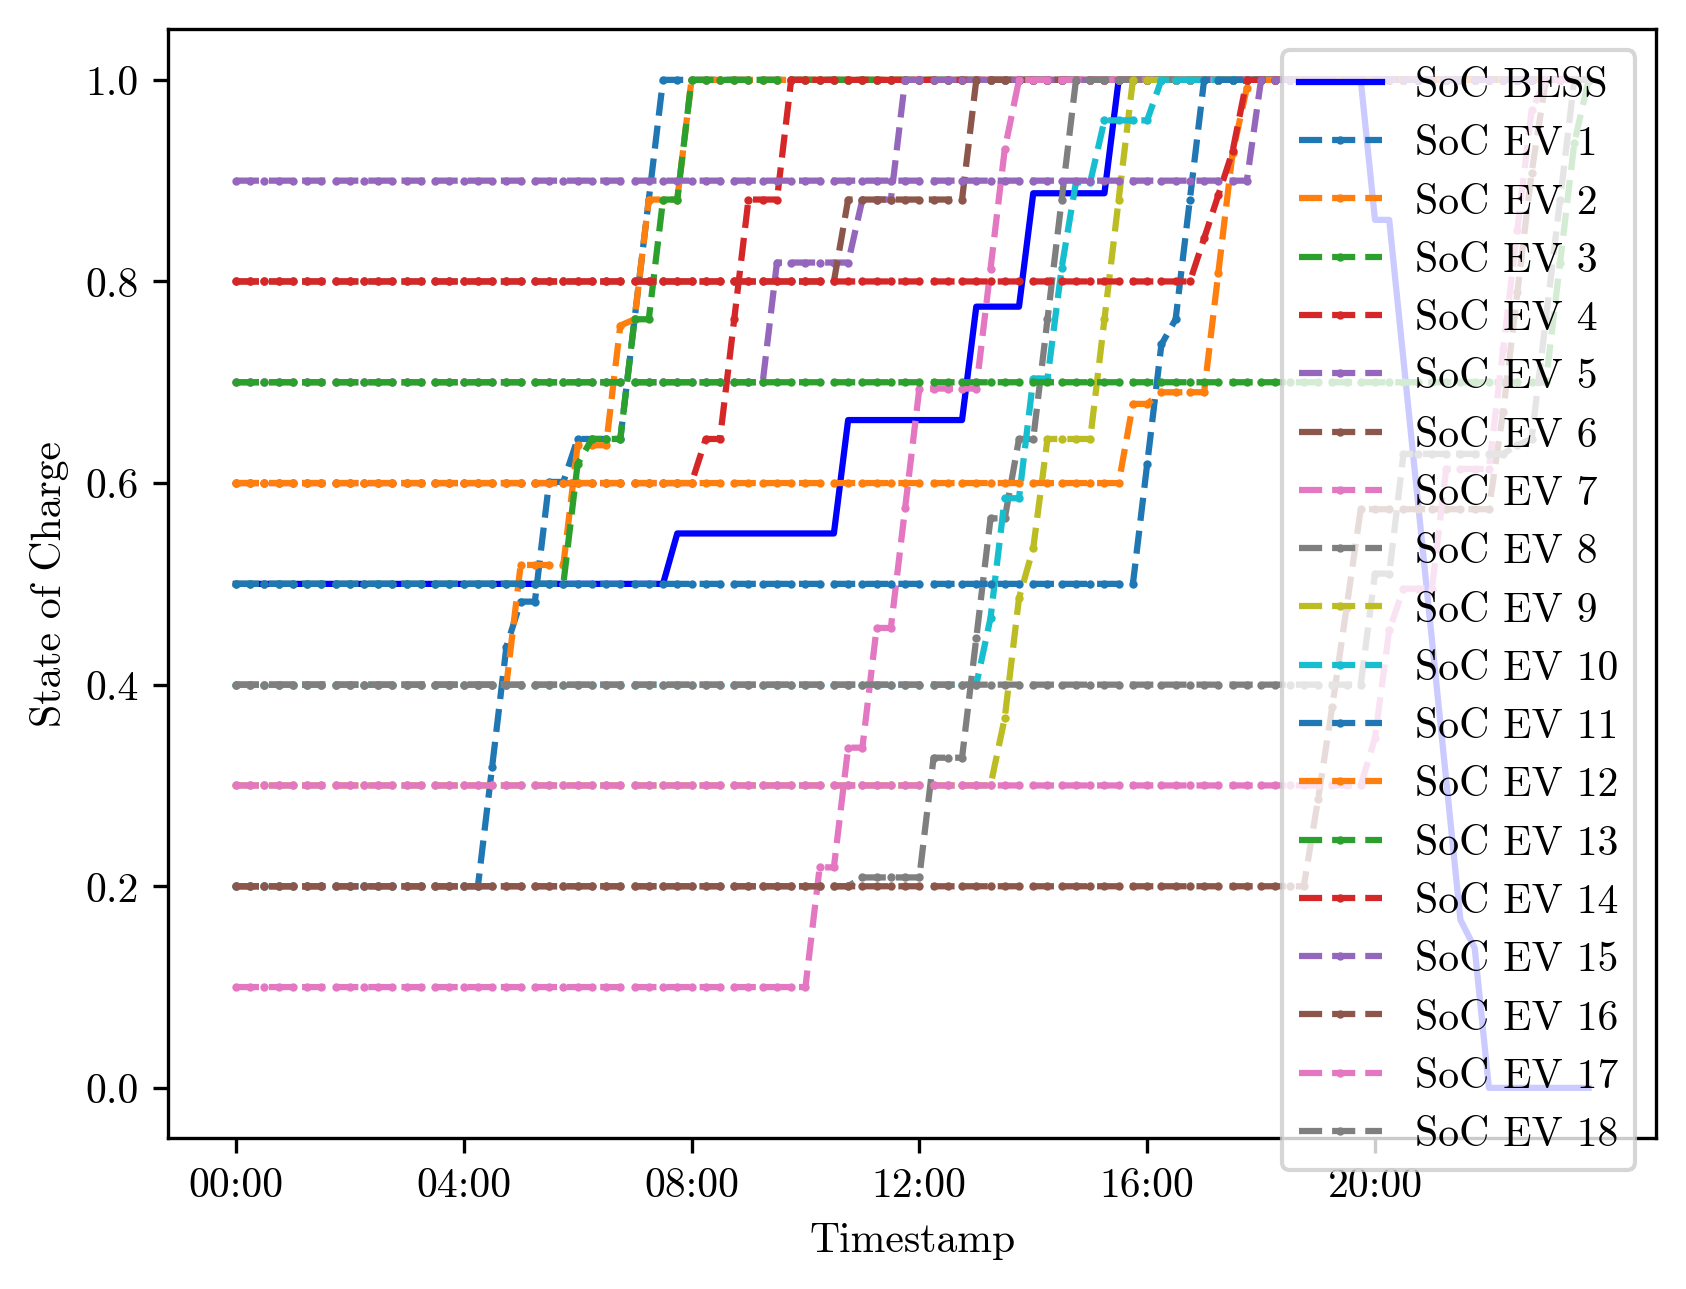 1.0
0.8
0.6
0.4
0.2
0.0
State of Charge
00:00 04:00 08:00 12:00 16:00 20:00
Timestamp
SoC BESS
SoC EV 1
SoC EV 2
SoC EV 3
SoC EV 4
SoC EV 5
SoC EV 6
SoC EV 7
SoC EV 8
SoC EV 9
SoC EV 10
SoC EV 11
SoC EV 12
SoC EV 13
SoC EV 14
SoC EV 15
SoC EV 16
SoC EV 17
SoC EV 18